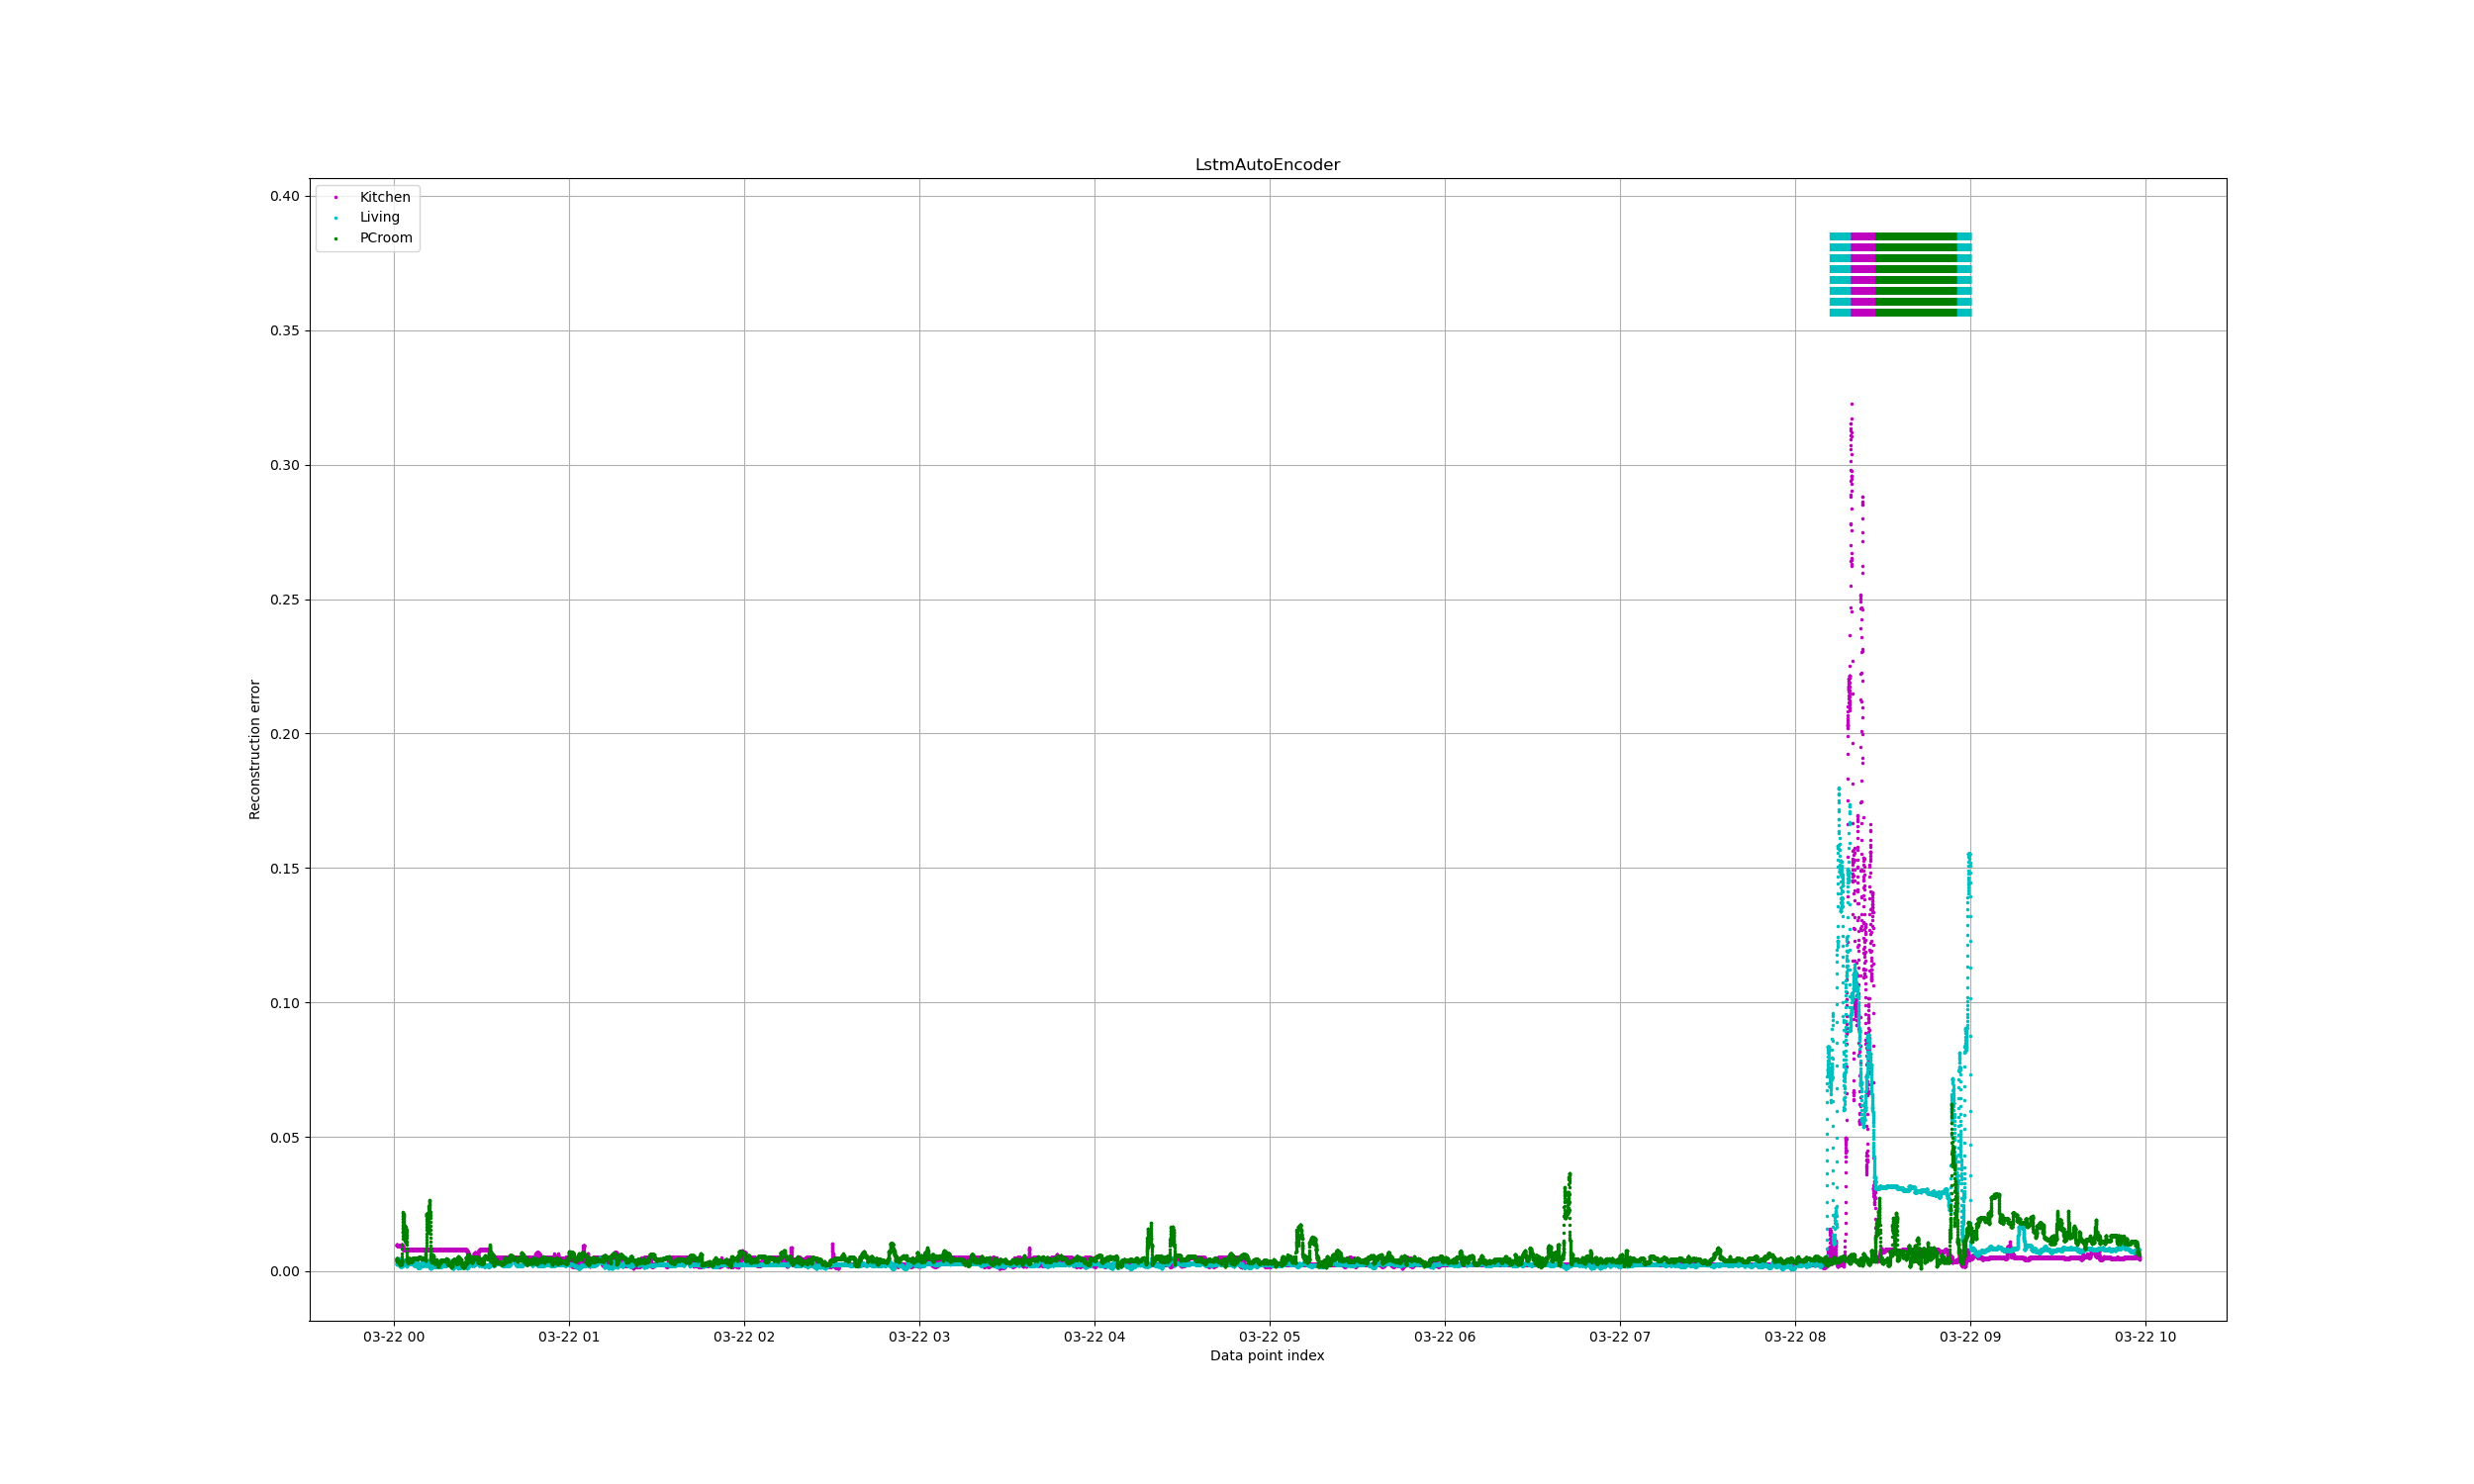 LstmAutoEncoder
Kitchen
Living
PCroom
0.40
0.35
0.30
0.25
0.20
0.15
0.10
0.05
0.00
Reconstruction error
03-22 00 03-22 01 03-22 02 03-22 03 03-22 04 03-22 05 03-22 06 03-22 07 03-22 08 03-22 09 03-22 10
Data point index